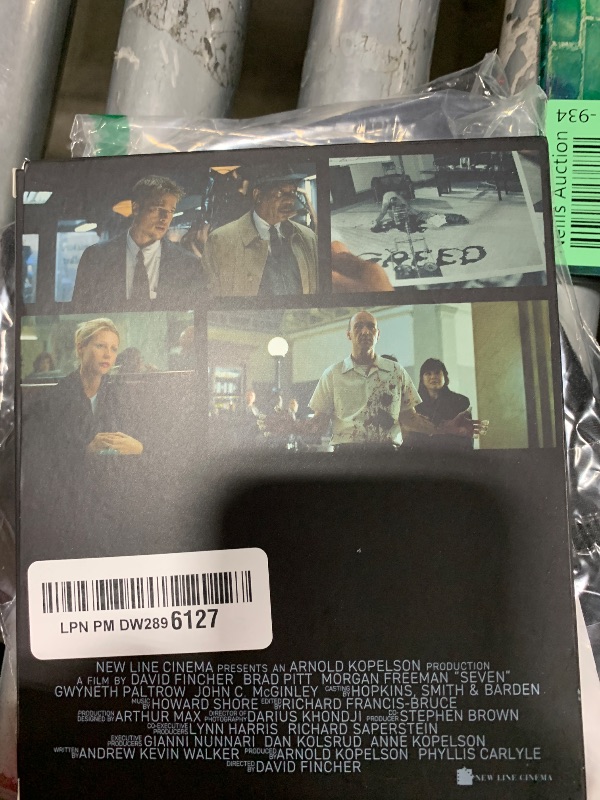 -934
Nellis Auction
GREED
LPN PM DW2896127
NEW LINE CINEMA PRESENTS AN ARNOLD KOPELSON PRODUCTION
A FILM BY DAVID FINCHER BRAD PITT MORGAN FREEMAN "SEVEN"
GWYNETH PALTROW JOHN C. McGINLEY CASTING BY HOPKINS, SMITH & BARDEN
MUSIC BY HOWARD SHORE EDITED BY RICHARD FRANCIS-BRUCE
PRODUCTION DESIGNED BY ARTHUR MAX DIRECTOR OF PHOTOGRAPHY DARIUS KHONDJI CO- PRODUCER STEPHEN BROWN
CO-EXECUTIVE PRODUCERS LYNN HARRIS RICHARD SAPERSTEIN
EXECUTIVE PRODUCERS GIANNI NUNNARI DAN KOLSRUD ANNE KOPELSON
WRITTEN BY ANDREW KEVIN WALKER PRODUCED BY ARNOLD KOPELSON PHYLLIS CARLYLE
DIRECTED BY DAVID FINCHER
NEW LINE CINEMA